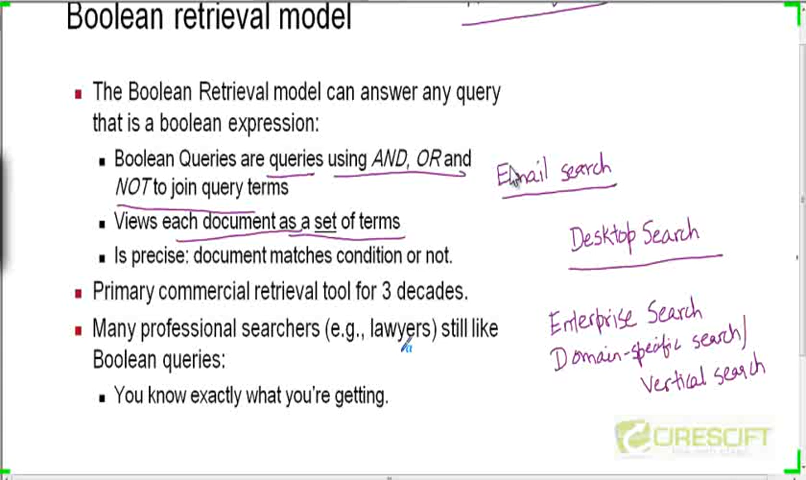 Boolean retrieval model
▪ The Boolean Retrieval model can answer any query
that is a boolean expression:
▪ Boolean Queries are queries using AND, OR and
NOT to join query terms
▪ Views each document as a set of terms
▪ Is precise: document matches condition or not.
▪ Primary commercial retrieval tool for 3 decades.
▪ Many professional searchers (e.g., lawyers) still like
Boolean queries:
▪ You know exactly what you're getting.
Email search
Desktop Search
Enterprise Search
Domain-specific search/
Vertical search